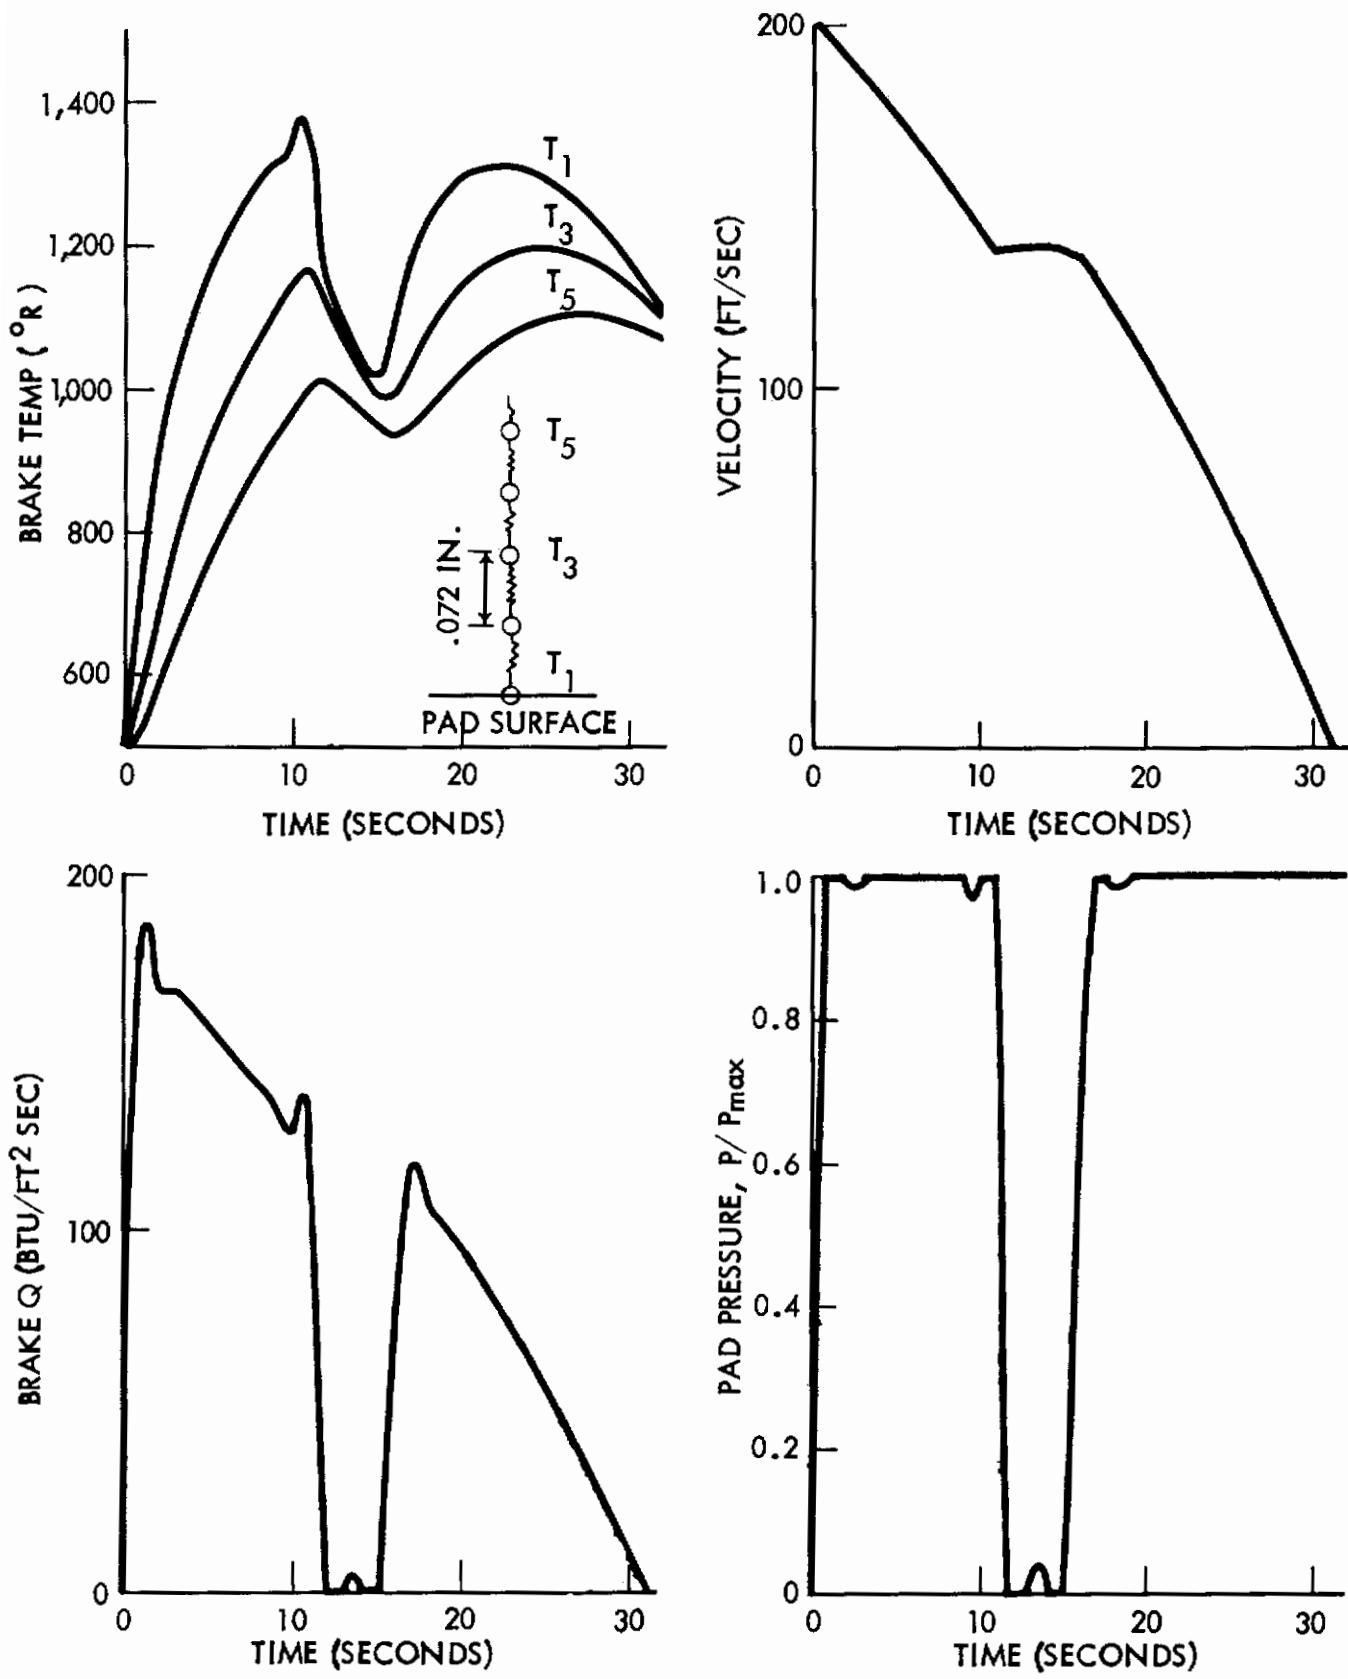 1,400
1,200
1,000
800
600
BRAKE TEMP (°R)
T1
T3
T5
T5
T3
T1
.072 IN.
PAD SURFACE
0 10 20 30
TIME (SECONDS)
200
100
0
VELOCITY (FT/SEC)
0 10 20 30
TIME (SECONDS)
200
100
0
BRAKE Q (BTU/FT² SEC)
0 10 20 30
TIME (SECONDS)
1.0
0.8
0.6
0.4
0.2
0
PAD PRESSURE, P/Pmax
0 10 20 30
TIME (SECONDS)